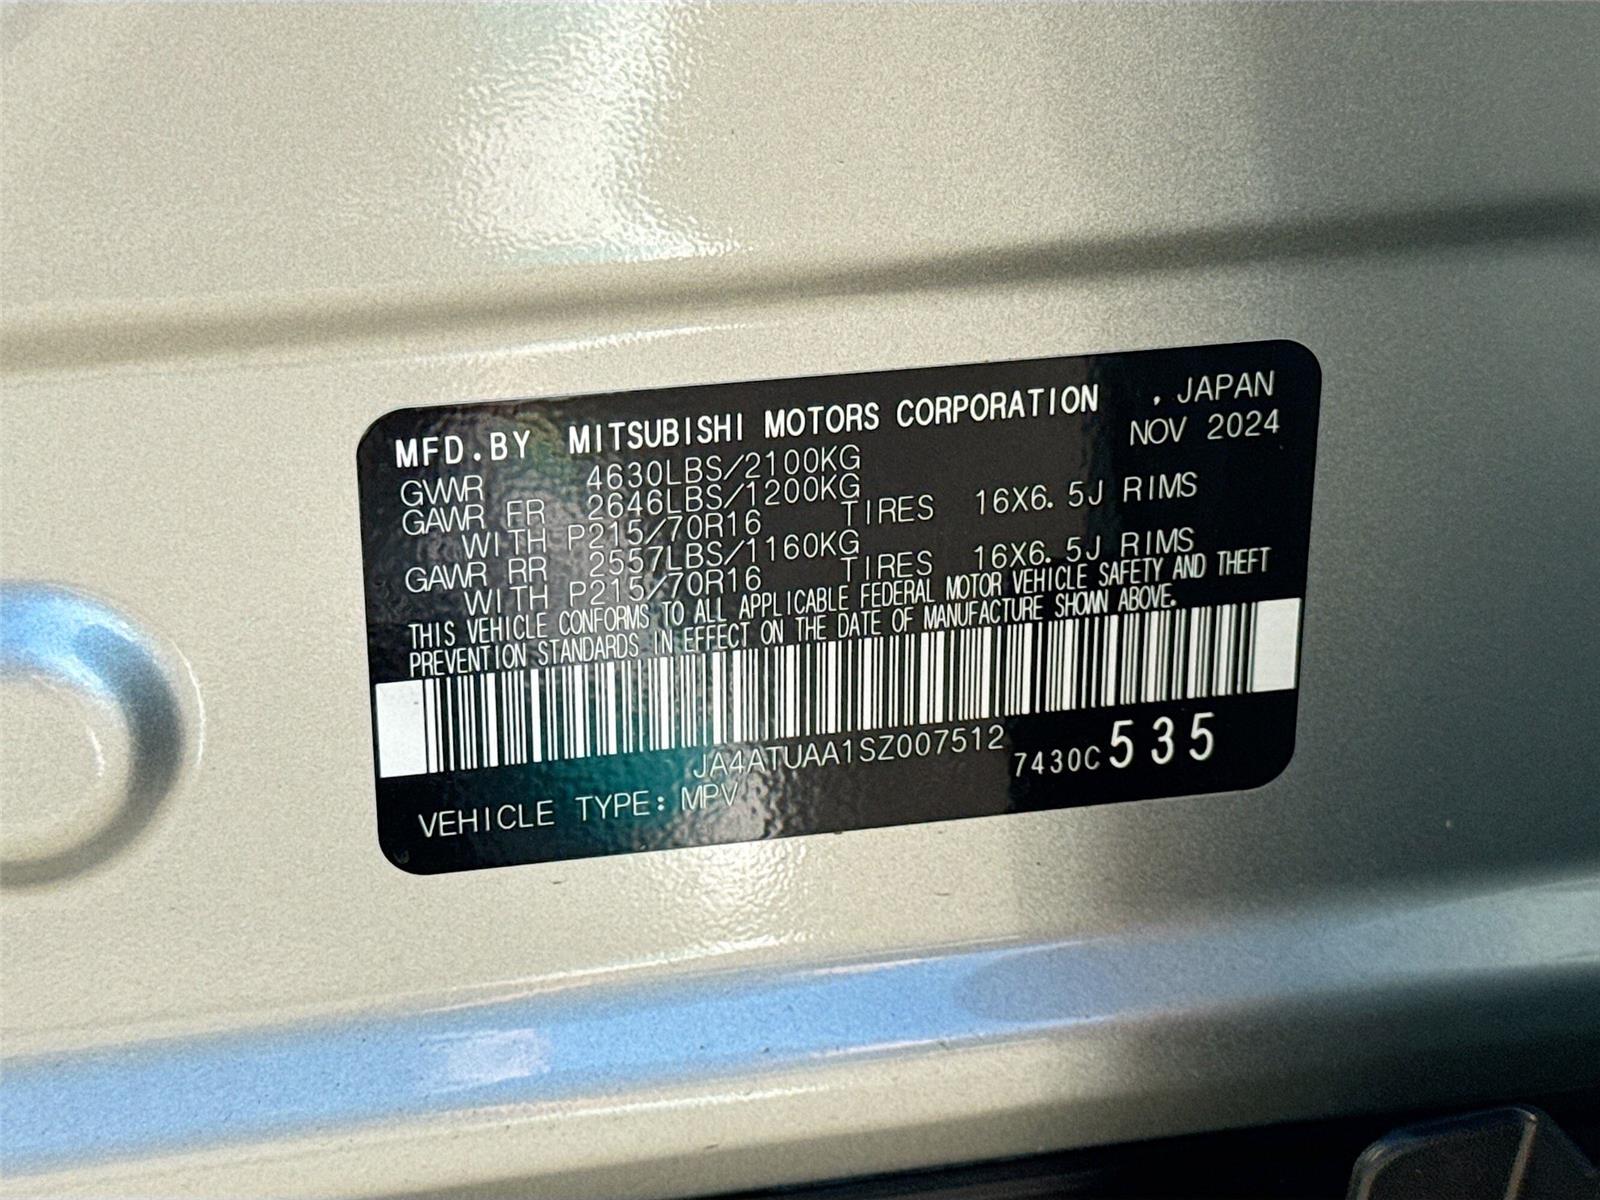 MFD.BY MITSUBISHI MOTORS CORPORATION , JAPAN
NOV 2024
GVWR 4630LBS/2100KG
GAWR FR 2646LBS/1200KG
WITH P215/70R16 TIRES 16X6.5J RIMS
GAWR RR 2557LBS/1160KG
WITH P215/70R16 TIRES 16X6.5J RIMS
THIS VEHICLE CONFORMS TO ALL APPLICABLE FEDERAL MOTOR VEHICLE SAFETY AND THEFT
PREVENTION STANDARDS IN EFFECT ON THE DATE OF MANUFACTURE SHOWN ABOVE.
JA4ATUAA1SZ007512 7430C 535
VEHICLE TYPE: MPV